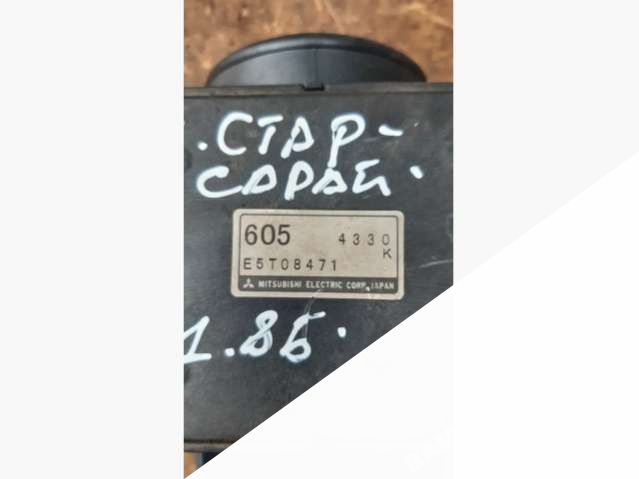 . СТАР -
САРАЙ .
605 4330
K
E5T08471
MITSUBISHI ELECTRIC CORP. JAPAN
1.8Б.